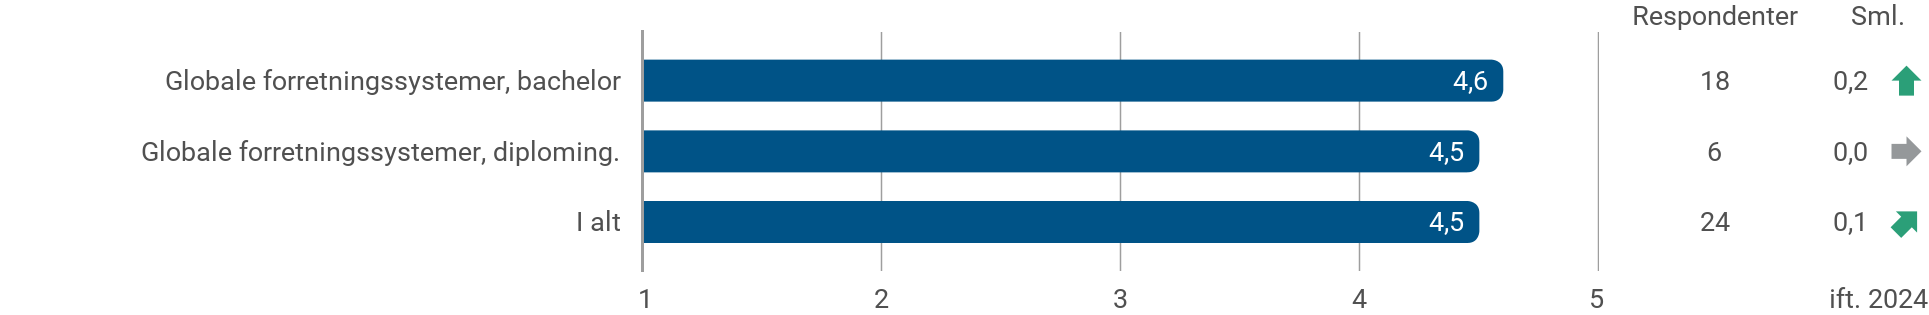 Respondenter Sml.
Globale forretningssystemer, bachelor 4,6 18 0,2
Globale forretningssystemer, diploming. 4,5 6 0,0
I alt 4,5 24 0,1
1 2 3 4 5 ift. 2024